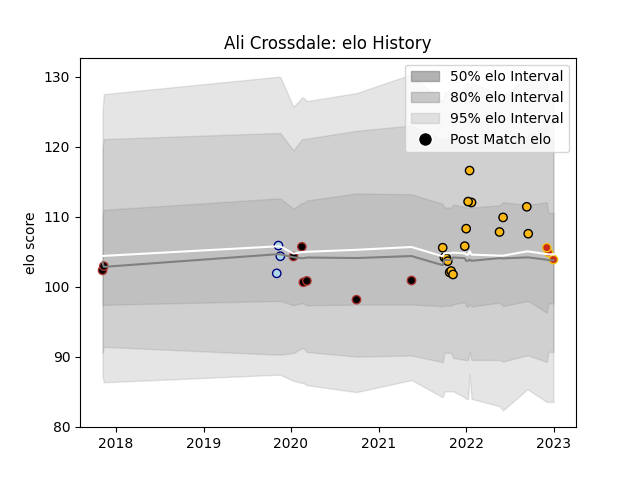 Ali Crossdale: elo History
130
120
110
100
90
80
elo score
50% elo Interval
80% elo Interval
95% elo Interval
Post Match elo
2018
2019
2020
2021
2022
2023